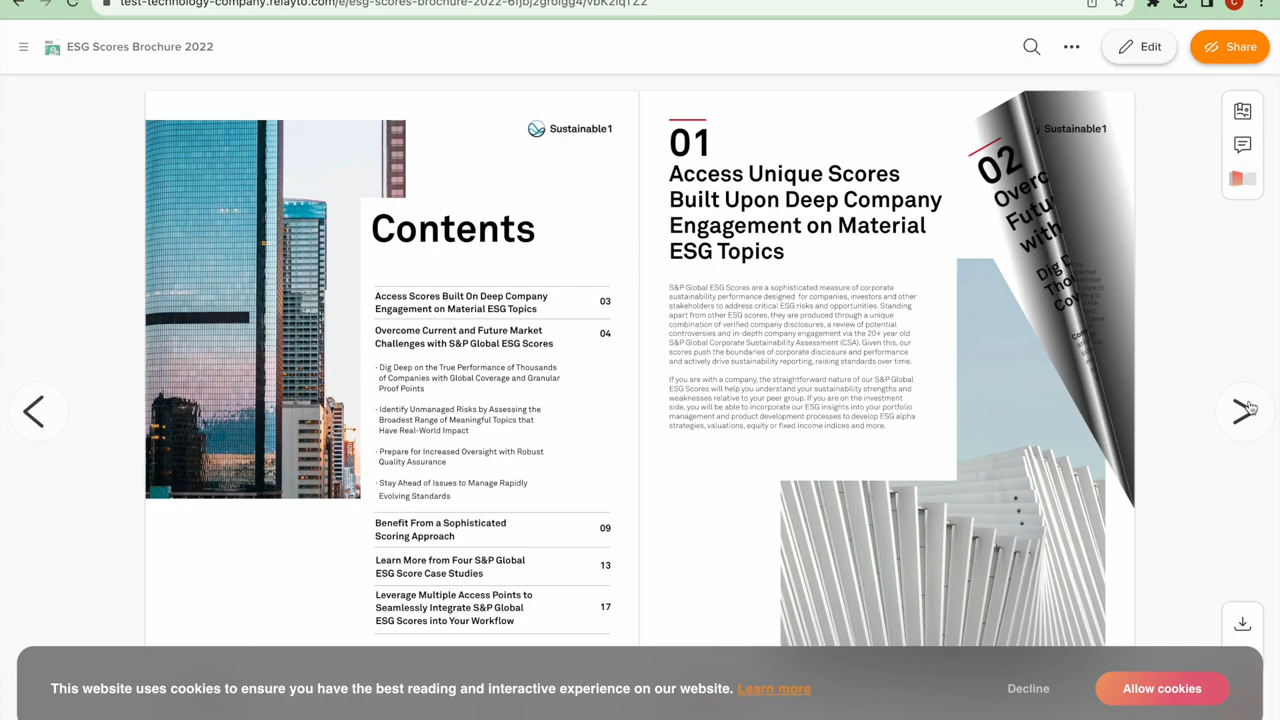 ESG Scores Brochure 2022
Edit
Share
Sustainable1
Contents
Access Scores Built On Deep Company
Engagement on Material ESG Topics
03
Overcome Current and Future Market
Challenges with S&P Global ESG Scores
04
· Dig Deep on the True Performance of Thousands
of Companies with Global Coverage and Granular
Proof Points
· Identify Unmanaged Risks by Assessing the
Broadest Range of Meaningful Topics that
Have Real-World Impact
· Prepare for Increased Oversight with Robust
Quality Assurance
· Stay Ahead of Issues to Manage Rapidly
Evolving Standards
Benefit From a Sophisticated
Scoring Approach
09
Learn More from Four S&P Global
ESG Score Case Studies
13
Leverage Multiple Access Points to
Seamlessly Integrate S&P Global
ESG Scores into Your Workflow
17
01
Access Unique Scores
Built Upon Deep Company
Engagement on Material
ESG Topics
S&P Global ESG Scores are a sophisticated measure of corporate
sustainability performance designed for companies, investors and other
stakeholders to address critical ESG risks and opportunities. Standing
apart from other ESG scores, they are produced through a unique
combination of verified company disclosures, a review of potential
controversies and in-depth company engagement via the 20+ year old
S&P Global Corporate Sustainability Assessment (CSA). Given this, our
scores push the boundaries of corporate disclosure and performance
and actively drive sustainability reporting, raising standards over time.
If you are with a company, the straightforward nature of our S&P Global
ESG Scores will help you understand your sustainability strengths and
weaknesses relative to your peer group. If you are on the investment
side, you will be able to incorporate our ESG insights into your portfolio
management and product development processes to develop ESG alpha
strategies, valuations, equity or fixed income indices and more.
Sustainable1
02
with
Dig
This website uses cookies to ensure you have the best reading and interactive experience on our website. Learn more
Decline
Allow cookies